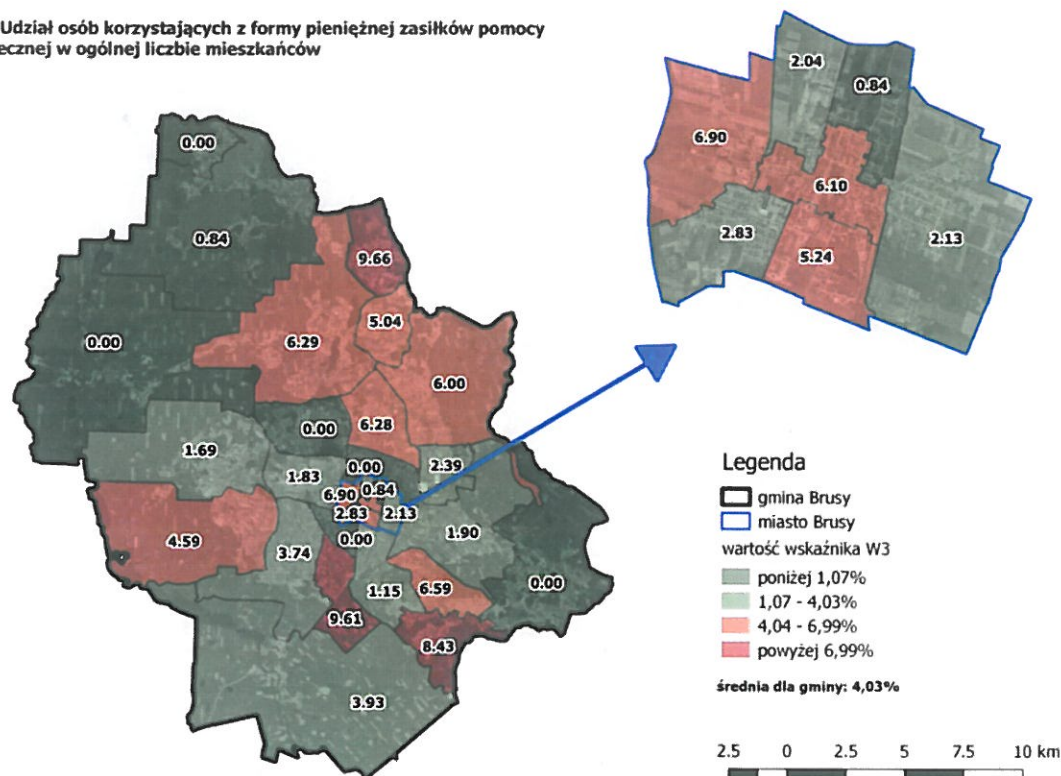 Udział osób korzystających z formy pieniężnej zasiłków pomocy
ecznej w ogólnej liczbie mieszkańców
2.04
0.84
6.90
6.10
2.83
5.24
2.13
0.00
0.84
9.66
5.04
0.00
6.29
6.00
0.00
6.28
1.69
1.83
0.00
2.39
6.90
0.84
2.83
2.13
4.59
3.74
0.00
1.90
1.15
6.59
0.00
9.61
8.43
3.93
Legenda
gmina Brusy
miasto Brusy
wartość wskaźnika W3
poniżej 1,07%
1,07 - 4,03%
4,04 - 6,99%
powyżej 6,99%
średnia dla gminy: 4,03%
2.5 0 2.5 5 7.5 10 km